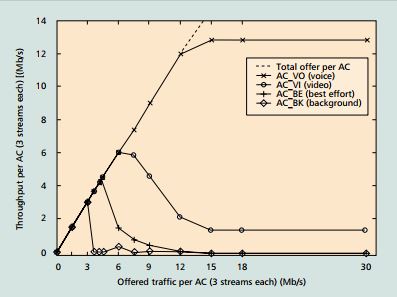 14
12
10
8
6
4
2
0
Throughput per AC (3 streams each) [(Mb/s)
Total offer per AC
AC_VO (voice)
AC_VI (video)
AC_BE (best effort)
AC_BK (background)
0 3 6 9 12 15 18 30
Offered traffic per AC (3 streams each) (Mb/s)